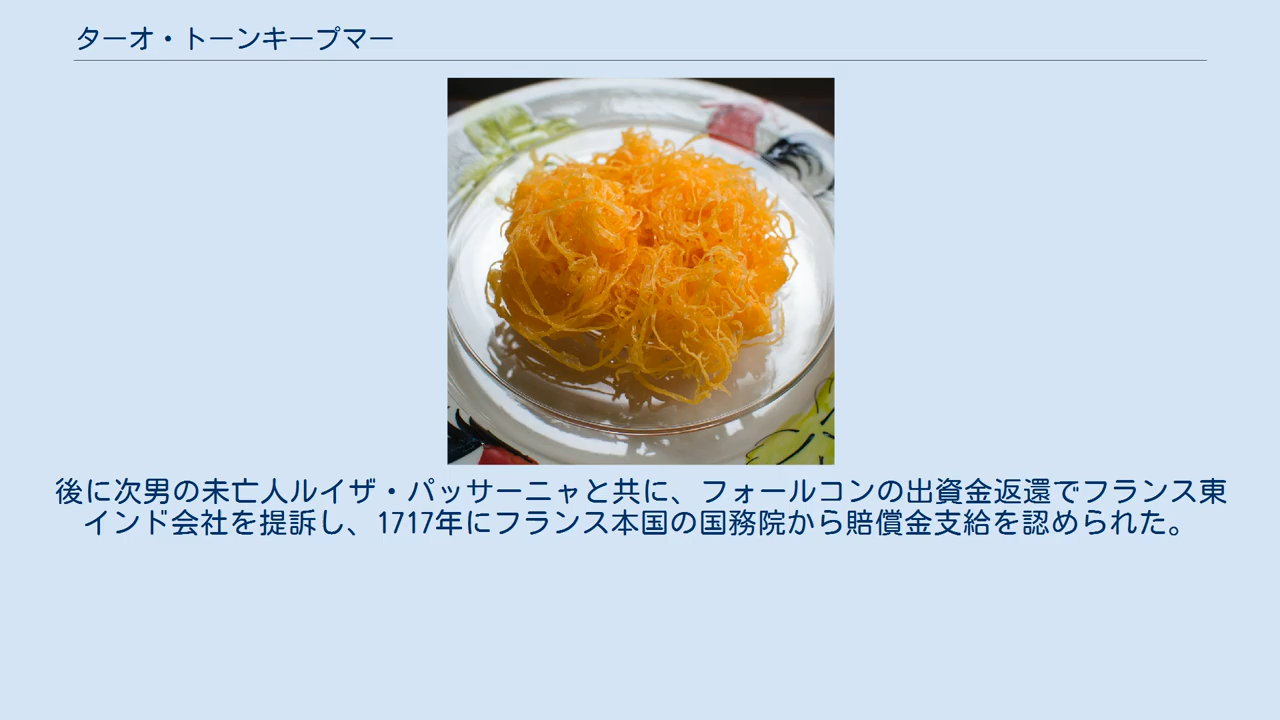 ターオ・トーンキープマー
後に次男の未亡人ルイザ・パッサーニャと共に、フォールコンの出資金返還でフランス東
インド会社を提訴し、1717年にフランス本国の国務院から賠償金支給を認められた。